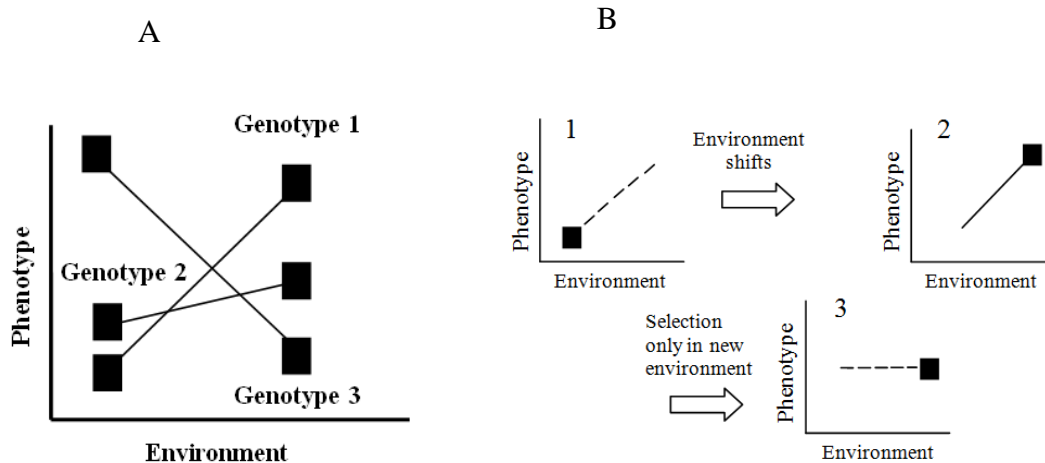 A
Genotype 1
Genotype 2
Genotype 3
Phenotype
Environment
B
1
Phenotype
Environment
Environment
shifts
2
Phenotype
Environment
Selection
only in new
environment
3
Phenotype
Environment